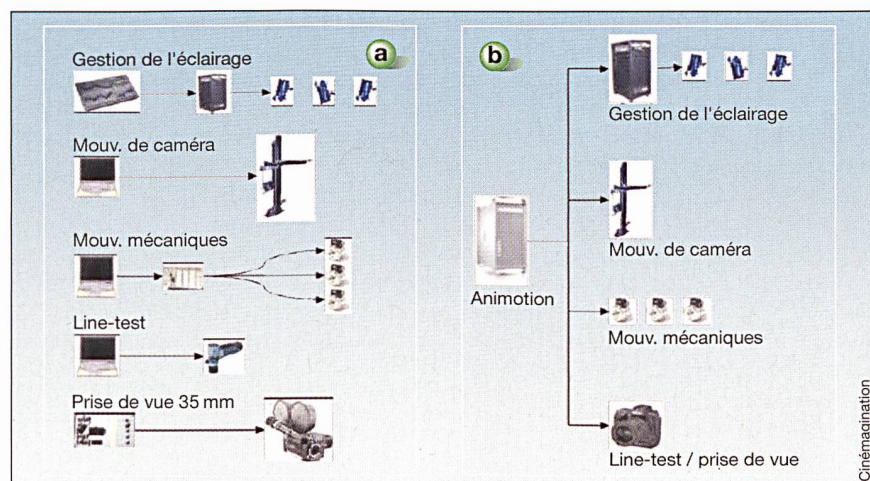 a
Gestion de l'éclairage
Mouv. de caméra
Mouv. mécaniques
Line-test
Prise de vue 35 mm
b
Gestion de l'éclairage
Mouv. de caméra
Animotion
Mouv. mécaniques
Line-test / prise de vue
Cinémagination